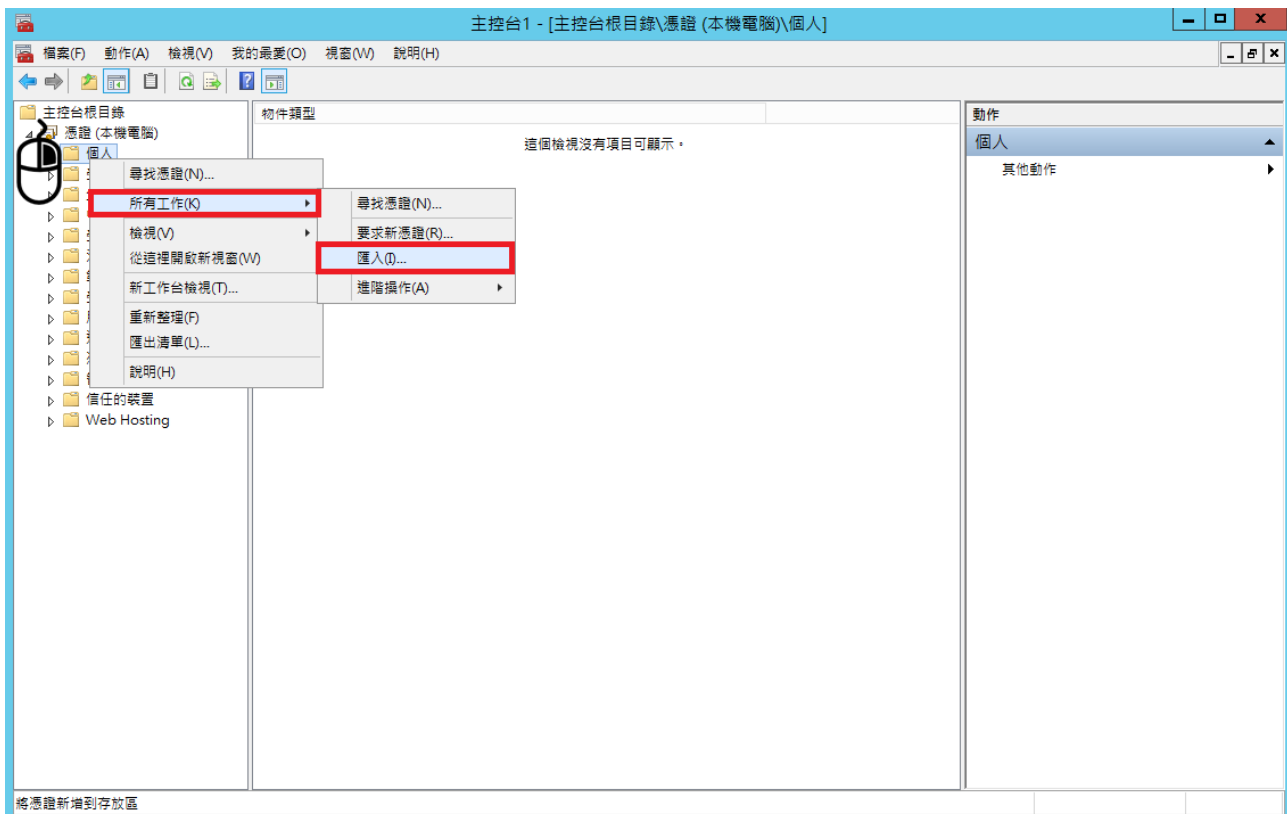 主控台1 - [主控台根目錄\憑證 (本機電腦)\個人]
檔案(F) 動作(A) 檢視(V) 我的最愛(O) 視窗(W) 說明(H)
主控台根目錄
憑證 (本機電腦)
個人
信任的裝置
Web Hosting
尋找憑證(N)...
所有工作(K)
檢視(V)
從這裡開啟新視窗(W)
新工作台檢視(T)...
重新整理(F)
匯出清單(L)...
說明(H)
尋找憑證(N)...
要求新憑證(R)...
匯入(I)...
進階操作(A)
物件類型
這個檢視沒有項目可顯示。
動作
個人
其他動作
將憑證新增到存放區